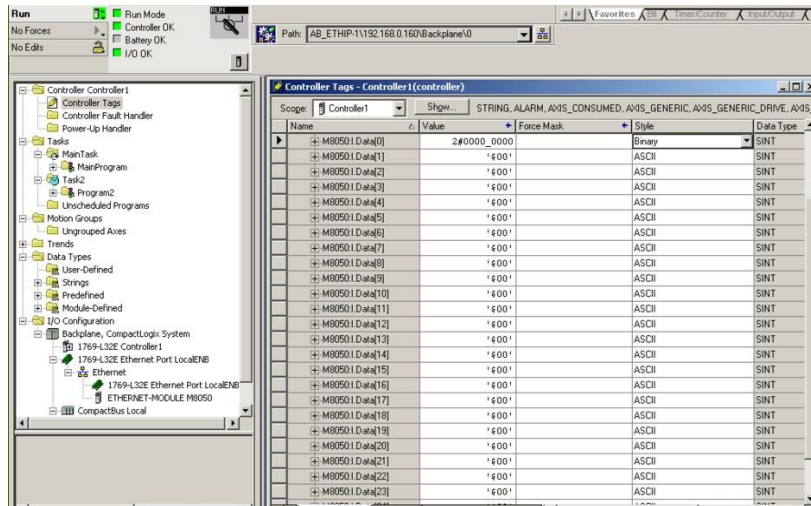 Run
No Forces
No Edits
Run Mode
Controller OK
Battery OK
I/O OK
RUN
Path: AB_ETHIP-1\192.168.0.160\Backplane\0
Favorites Bit Timer/Counter Input/Output
Controller Controller1
Controller Tags
Controller Fault Handler
Power-Up Handler
Tasks
MainTask
MainProgram
Task2
Program2
Unscheduled Programs
Motion Groups
Ungrouped Axes
Trends
Data Types
User-Defined
Strings
Predefined
Module-Defined
I/O Configuration
Backplane, CompactLogix System
1769-L32E Controller1
1769-L32E Ethernet Port LocalENB
Ethernet
1769-L32E Ethernet Port LocalENB
ETHERNET-MODULE M8050
CompactBus Local
Controller Tags - Controller1(controller)
Scope: Controller1 Show... STRING, ALARM, AXIS_CONSUMED, AXIS_GENERIC, AXIS_GENERIC_DRIVE, AXIS_
Name Value Force Mask Style Data Type
M8050:I.Data[0] 2#0000_0000 Binary SINT
M8050:I.Data[1] '$00' ASCII SINT
M8050:I.Data[2] '$00' ASCII SINT
M8050:I.Data[3] '$00' ASCII SINT
M8050:I.Data[4] '$00' ASCII SINT
M8050:I.Data[5] '$00' ASCII SINT
M8050:I.Data[6] '$00' ASCII SINT
M8050:I.Data[7] '$00' ASCII SINT
M8050:I.Data[8] '$00' ASCII SINT
M8050:I.Data[9] '$00' ASCII SINT
M8050:I.Data[10] '$00' ASCII SINT
M8050:I.Data[11] '$00' ASCII SINT
M8050:I.Data[12] '$00' ASCII SINT
M8050:I.Data[13] '$00' ASCII SINT
M8050:I.Data[14] '$00' ASCII SINT
M8050:I.Data[15] '$00' ASCII SINT
M8050:I.Data[16] '$00' ASCII SINT
M8050:I.Data[17] '$00' ASCII SINT
M8050:I.Data[18] '$00' ASCII SINT
M8050:I.Data[19] '$00' ASCII SINT
M8050:I.Data[20] '$00' ASCII SINT
M8050:I.Data[21] '$00' ASCII SINT
M8050:I.Data[22] '$00' ASCII SINT
M8050:I.Data[23] '$00' ASCII SINT